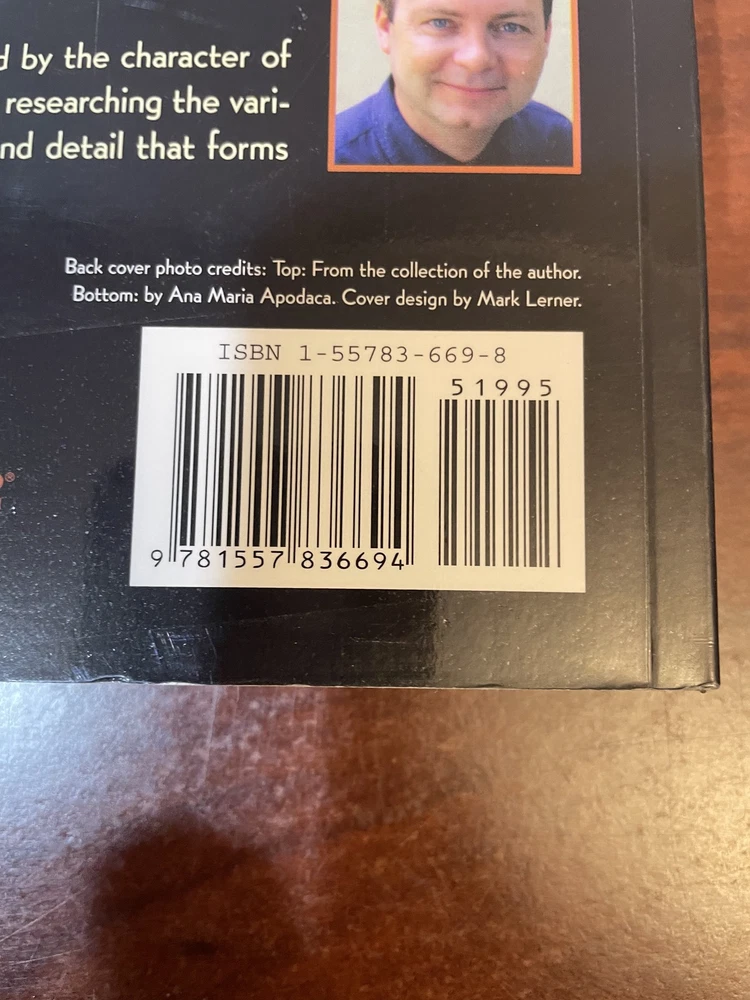 d by the character of
researching the vari-
nd detail that forms
Back cover photo credits: Top: From the collection of the author.
Bottom: by Ana Maria Apodaca. Cover design by Mark Lerner.
ISBN 1-55783-669-8
51995
9 781557 836694
®